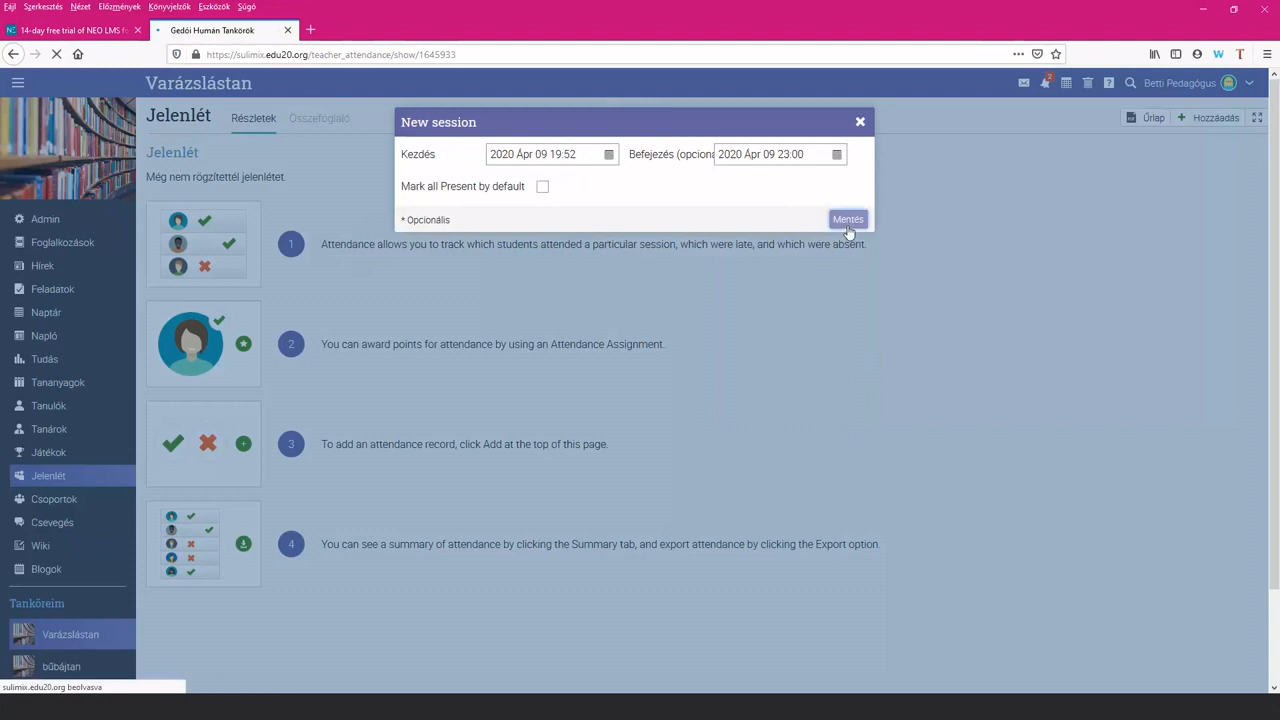 Fájl Szerkesztés Nézet Előzmények Könyvjelzők Eszközök Súgó
14-day free trial of NEO LMS f
Gedői Humán Tankörök
https://sulimix.edu20.org/teacher_attendance/show/1645933
Varázslástan
2
Betti Pedagógus
Jelenlét Részletek Összefoglaló
Űrlap Hozzáadás
New session
Jelenlét
Még nem rögzítettél jelenlétet.
Kezdés 2020 Ápr 09 19:52 Befejezés (opciona 2020 Ápr 09 23:00
Mark all Present by default
* Opcionális Mentés
1 Attendance allows you to track which students attended a particular session, which were late, and which were absent.
2 You can award points for attendance by using an Attendance Assignment.
3 To add an attendance record, click Add at the top of this page.
4 You can see a summary of attendance by clicking the Summary tab, and export attendance by clicking the Export option.
Admin
Foglalkozások
Hírek
Feladatok
Naptár
Napló
Tudás
Tananyagok
Tanulók
Tanárok
Játékok
Jelenlét
Csoportok
Csevegés
Wiki
Blogok
Tanköreim
Varázslástan
bűbájtan
sulimix.edu20.org beolvasva